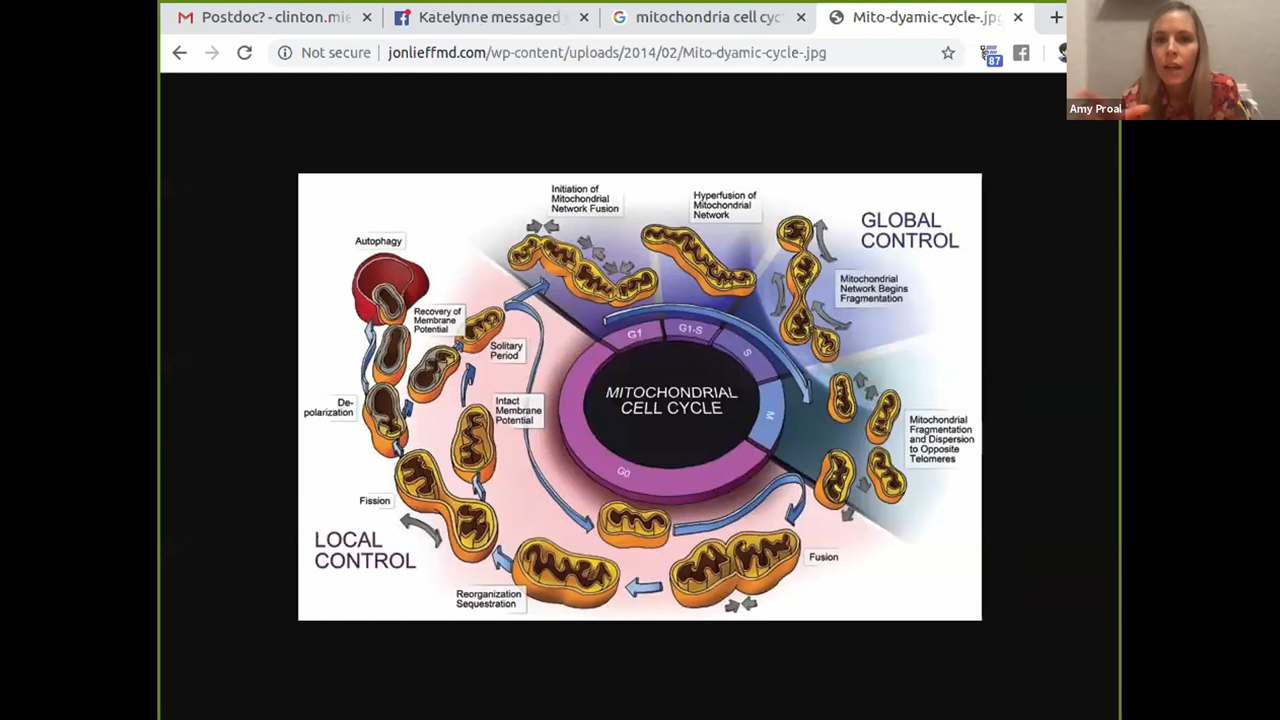 Postdoc? - clinton.mie
Katelynne messaged
mitochondria cell cyc
Mito-dyamic-cycle-.jpg
Not secure
jonlieffmd.com/wp-content/uploads/2014/02/Mito-dyamic-cycle-.jpg
87
Amy Proal
Initiation of
Mitochondrial
Network Fusion
Hyperfusion of
Mitochondrial
Network
GLOBAL
CONTROL
Autophagy
Mitochondrial
Network Begins
Fragmentation
Recovery of
Membrane
Potential
Solitary
Period
G1
G1-S
S
M
G0
MITOCHONDRIAL
CELL CYCLE
De-
polarization
Intact
Membrane
Potential
Mitochondrial
Fragmentation
and Dispersion
to Opposite
Telomeres
Fission
LOCAL
CONTROL
Fusion
Reorganization
Sequestration